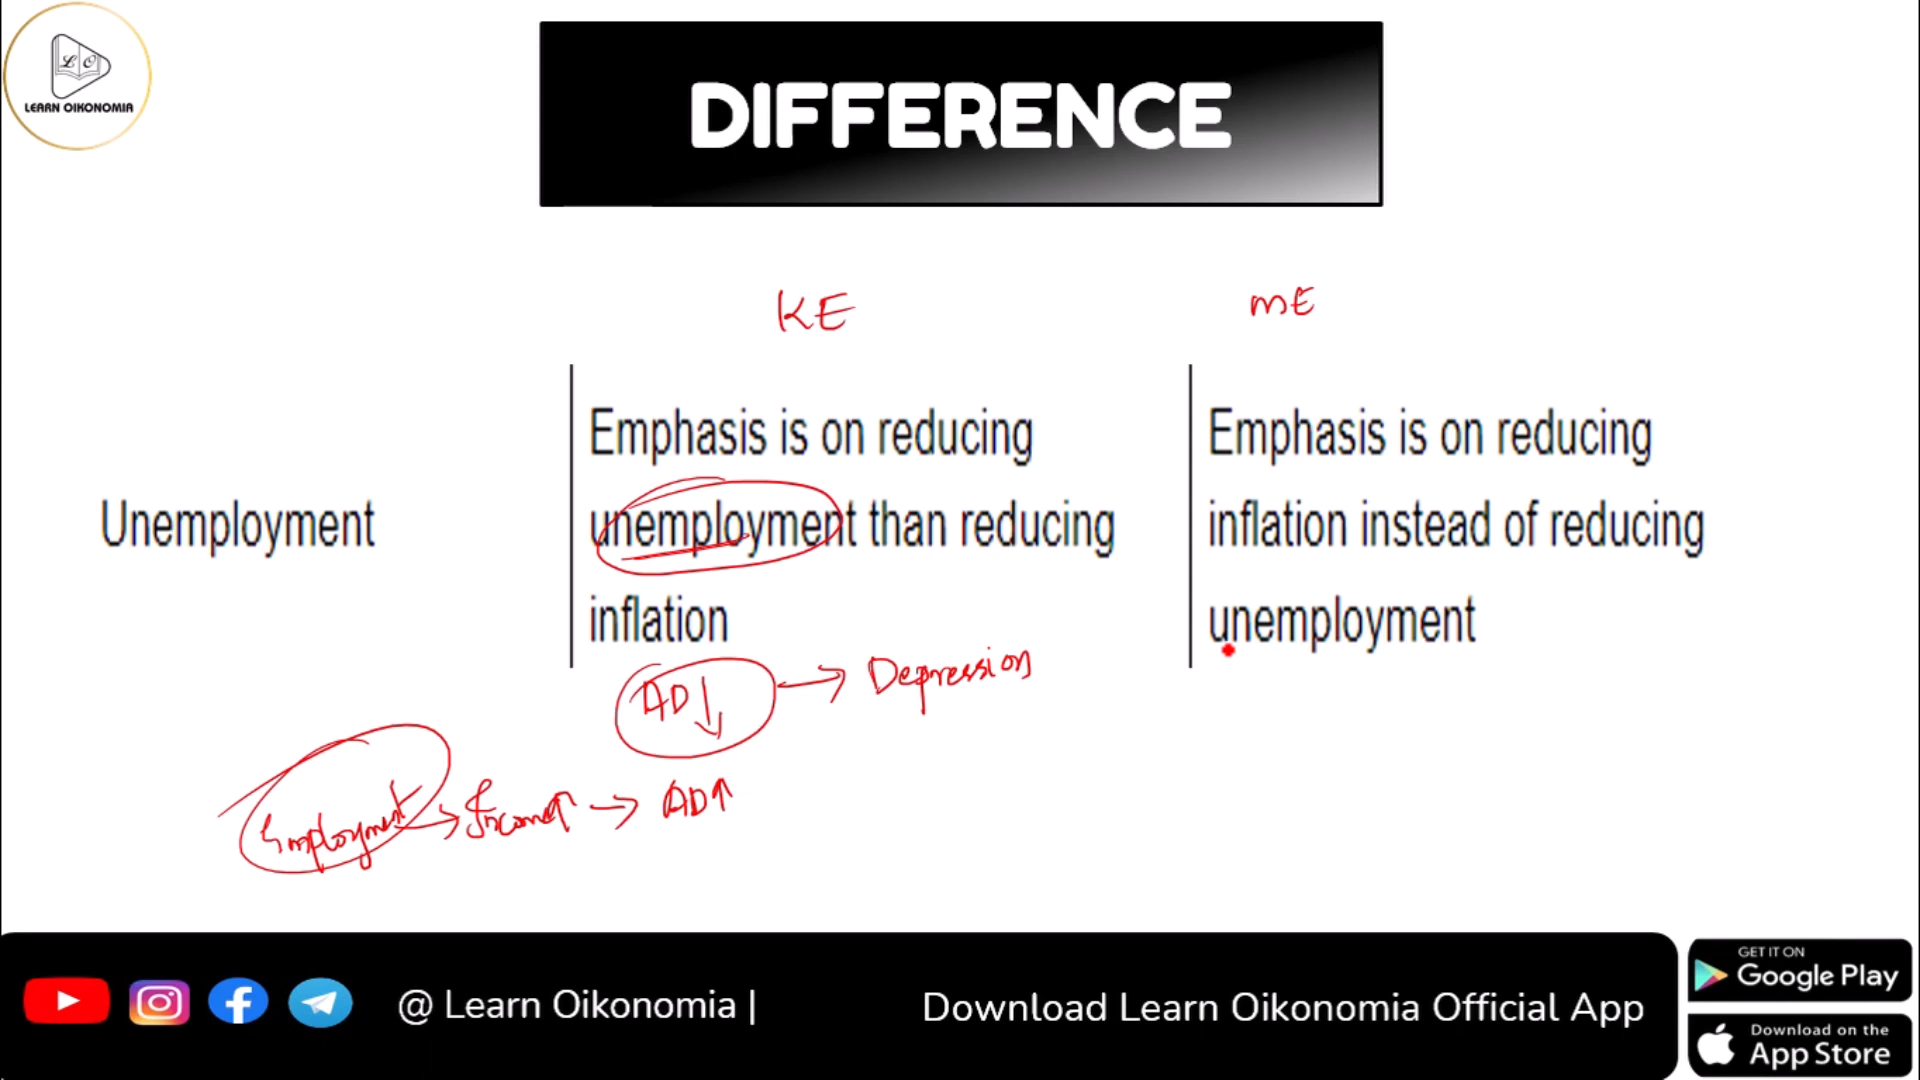 LO
LEARN OIKONOMIA
DIFFERENCE
KE
ME
Unemployment
Emphasis is on reducing
unemployment than reducing
inflation
Emphasis is on reducing
inflation instead of reducing
unemployment
AD↓ → Depression
Employment → Income↑ → AD↑
@ Learn Oikonomia |
Download Learn Oikonomia Official App
GET IT ON
Google Play
Download on the
App Store